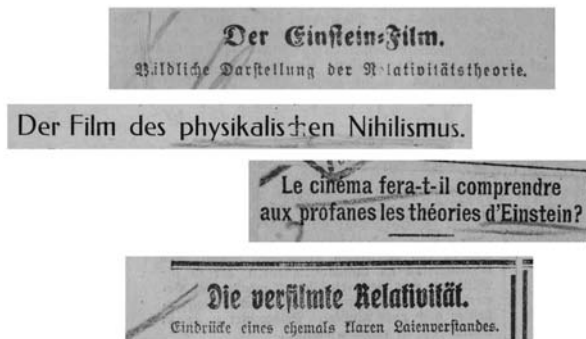 Der Einstein-Film.
Bildliche Darstellung der Relativitätstheorie.
Der Film des physikalischen Nihilismus.
Le cinéma fera-t-il comprendre
aux profanes les théories d'Einstein?
Die verfilmte Relativität.
Eindrücke eines ehemals klaren Laienverstandes.